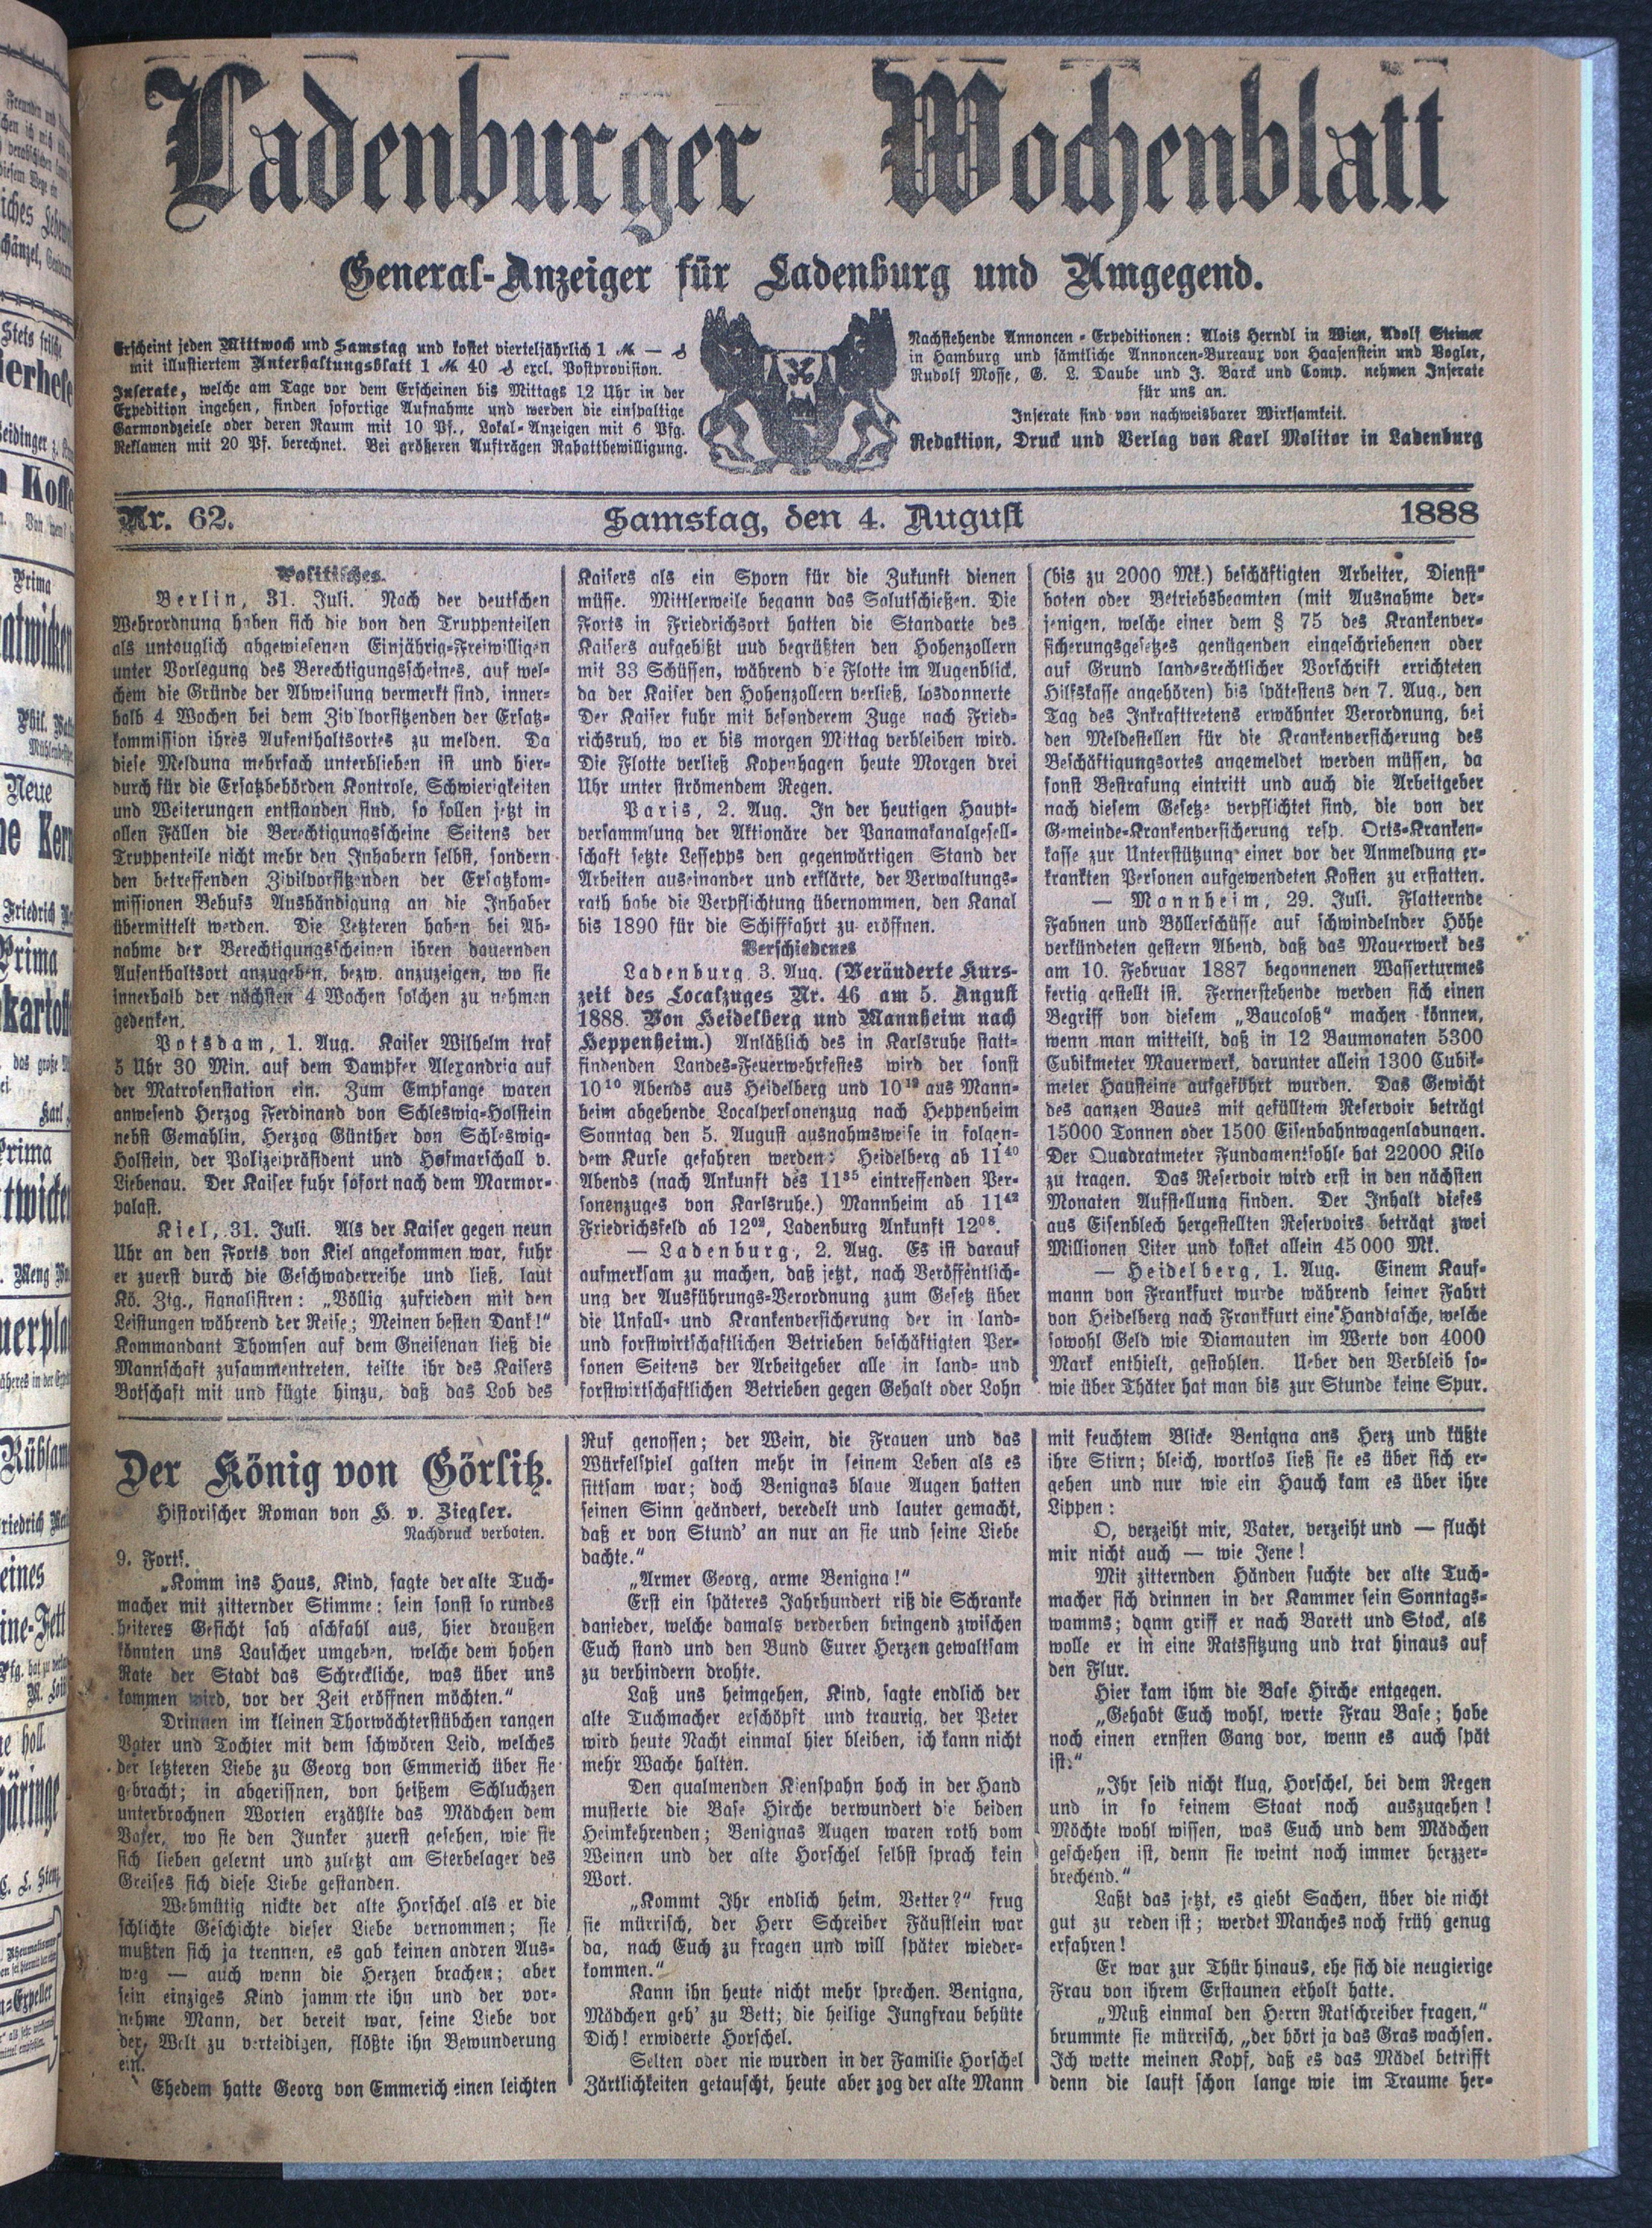 Ladenburger Wochenblatt
General-Anzeiger für Ladenburg und Umgegend.
Erscheint jeden Mittwoch und Samstag und kostet vierteljährlich 1 ℳ — ₰
mit illustriertem Unterhaltungsblatt 1 ℳ 40 ₰ excl. Postprovision.
Inserate, welche am Tage vor dem Erscheinen bis Mittags 12 Uhr in der
Expedition ingehen, finden sofortige Aufnahme und werden die einspaltige
Garmondzeile oder deren Raum mit 10 Pf., Lokal-Anzeigen mit 6 Pfg.
Reklamen mit 20 Pf. berechnet. Bei größeren Aufträgen Rabattbewilligung.
Nachstehende Annoncen-Expeditionen: Alois Herndl in Wien, Adolf Steiner
in Hamburg und sämtliche Annoncen-Bureaux von Haasenstein und Vogler,
Rudolf Mosse, G. L. Daube und J. Bärck und Comp. nehmen Inserate
für uns an.
Inserate sind von nachweisbarer Wirksamkeit.
Redaktion, Druck und Verlag von Karl Molitor in Ladenburg
Nr. 62.
Samstag, den 4. August
1888
Politisches.
Berlin, 31. Juli. Nach der deutschen
Wehrordnung haben sich die von den Truppenteilen
als untauglich abgewiesenen Einjährig-Freiwilligen
unter Vorlegung des Berechtigungsscheines, auf wel-
chem die Gründe der Abweisung vermerkt sind, inner-
halb 4 Wochen bei dem Zivilvorsitzenden der Ersatz-
kommission ihres Aufenthaltsortes zu melden. Da
diese Meldung mehrfach unterblieben ist und hier-
durch für die Ersatzbehörden Kontrole, Schwierigkeiten
und Weiterungen entstanden sind, so sollen jetzt in
allen Fällen die Berechtigungsscheine Seitens der
Truppenteile nicht mehr den Inhabern selbst, sondern
den betreffenden Zivilvorsitzenden der Ersatzkom-
missionen Behufs Aushändigung an die Inhaber
übermittelt werden. Die Letzteren haben bei Ab-
nahme der Berechtigungsscheinen ihren dauernden
Aufenthaltsort anzugeben, bezw. anzuzeigen, wo sie
innerhalb der nächsten 4 Wochen solchen zu nehmen
gedenken.
Potsdam, 1. Aug. Kaiser Wilhelm traf
5 Uhr 30 Min. auf dem Dampfer Alexandria auf
der Matrosenstation ein. Zum Empfange waren
anwesend Herzog Ferdinand von Schleswig-Holstein
nebst Gemahlin, Herzog Günther von Schleswig-
Holstein, der Polizeipräsident und Hofmarschall v.
Liebenau. Der Kaiser fuhr sofort nach dem Marmor-
palast.
Kiel, 31. Juli. Als der Kaiser gegen neun
Uhr an den Forts von Kiel angekommen war, fuhr
er zuerst durch die Geschwaderreihe und ließ, laut
Kö. Ztg., signalisiren: „Völlig zufrieden mit den
Leistungen während der Reise; Meinen besten Dank!"
Kommandant Thomsen auf dem Gneisenan ließ die
Mannschaft zusammentreten, teilte ihr des Kaisers
Botschaft mit und fügte hinzu, daß das Lob des
Kaisers als ein Sporn für die Zukunft dienen
müsse. Mittlerweile begann das Salutschießen. Die
Forts in Friedrichsort hatten die Standarte des
Kaisers aufgehißt uud begrüßten den Hohenzollern
mit 33 Schüssen, während die Flotte im Augenblick,
da der Kaiser den Hohenzollern verließ, losdonnerte
Der Kaiser fuhr mit besonderem Zuge nach Fried-
richsruh, wo er bis morgen Mittag verbleiben wird.
Die Flotte verließ Kopenhagen heute Morgen drei
Uhr unter strömendem Regen.
Paris, 2. Aug. In der heutigen Haupt-
versammlung der Aktionäre der Panamakanalgesell-
schaft setzte Lessepps den gegenwärtigen Stand der
Arbeiten auseinander und erklärte, der Verwaltungs-
rath habe die Verpflichtung übernommen, den Kanal
bis 1890 für die Schifffahrt zu eröffnen.
Verschiedenes
Ladenburg 3. Aug. (Veränderte Kurs-
zeit des Localzuges Nr. 46 am 5. August
1888. Von Heidelberg und Mannheim nach
Heppenheim.) Anläßlich des in Karlsruhe statt-
findenden Landes-Feuerwehrfestes wird der sonst
10¹⁰ Abends aus Heidelberg und 10¹² aus Mann-
heim abgehende Localpersonenzug nach Heppenheim
Sonntag den 5. August ausnahmsweise in folgen-
dem Kurse gefahren werden: Heidelberg ab 11⁴⁰
Abends (nach Ankunft des 11³⁵ eintreffenden Per-
sonenzuges von Karlsruhe.) Mannheim ab 11⁴²
Friedrichsfeld ab 12⁰², Ladenburg Ankunft 12⁰⁸.
— Ladenburg, 2. Aug. Es ist darauf
aufmerksam zu machen, daß jetzt, nach Veröffentlich-
ung der Ausführungs-Verordnung zum Gesetz über
die Unfall- und Krankenversicherung der in land-
und forstwirtschaftlichen Betrieben beschäftigten Per-
sonen Seitens der Arbeitgeber alle in land- und
forstwirtschaftlichen Betrieben gegen Gehalt oder Lohn
(bis zu 2000 Mk.) beschäftigten Arbeiter, Dienst-
boten oder Betriebsbeamten (mit Ausnahme der-
jenigen, welche einer dem § 75 des Krankenver-
sicherungsgesetzes genügenden eingeschriebenen oder
auf Grund landesrechtlicher Vorschrift errichteten
Hilfskasse angehören) bis spätestens den 7. Aug., den
Tag des Inkrafttretens erwähnter Verordnung, bei
den Meldestellen für die Krankenversicherung des
Beschäftigungsortes angemeldet werden müssen, da
sonst Bestrafung eintritt und auch die Arbeitgeber
nach diesem Gesetze verpflichtet sind, die von der
Gemeinde-Krankenversicherung resp. Orts-Kranken-
kasse zur Unterstützung einer vor der Anmeldung er-
krankten Personen aufgewendeten Kosten zu erstatten.
— Mannheim, 29. Juli. Flatternde
Fahnen und Böllerschüsse auf schwindelnder Höhe
verkündeten gestern Abend, daß das Mauerwerk des
am 10. Februar 1887 begonnenen Wasserturmes
fertig gestellt ist. Fernerstehende werden sich einen
Begriff von diesem „Baucoloß" machen können,
wenn man mitteilt, daß in 12 Baumonaten 5300
Cubikmeter Mauerwerk, darunter allein 1300 Cubik-
meter Hausteine aufgeführt wurden. Das Gewicht
des ganzen Baues mit gefülltem Reservoir beträgt
15000 Tonnen oder 1500 Eisenbahnwagenladungen.
Der Quadratmeter Fundamentsohle hat 22000 Kilo
zu tragen. Das Reservoir wird erst in den nächsten
Monaten Aufstellung finden. Der Inhalt dieses
aus Eisenblech hergestellten Reservoirs beträgt zwei
Millionen Liter und kostet allein 45000 Mk.
— Heidelberg, 1. Aug. Einem Kauf-
mann von Frankfurt wurde während seiner Fahrt
von Heidelberg nach Frankfurt eine Handtasche, welche
sowohl Geld wie Diamauten im Werte von 4000
Mark enthielt, gestohlen. Ueber den Verbleib so-
wie über Thäter hat man bis zur Stunde keine Spur.
Der König von Görlitz.
Historischer Roman von H. v. Ziegler.
Nachdruck verboten.
9. Forts.
„Komm ins Haus, Kind, sagte der alte Tuch-
macher mit zitternder Stimme; sein sonst so rundes
heiteres Gesicht sah aschfahl aus, hier draußen
könnten uns Lauscher umgeben, welche dem hohen
Rate der Stadt das Schreckliche, was über uns
kommen wird, vor der Zeit eröffnen möchten."
Drinnen im kleinen Thorwächterstübchen rangen
Vater und Tochter mit dem schwören Leid, welches
der letzteren Liebe zu Georg von Emmerich über sie
gebracht; in abgerissnen, von heißem Schluchzen
unterbrochnen Worten erzählte das Mädchen dem
Vater, wo sie den Junker zuerst gesehen, wie sie
sich lieben gelernt und zuletzt am Sterbelager des
Greises sich diese Liebe gestanden.
Wehmütig nickte der alte Horschel als er die
schlichte Geschichte dieser Liebe vernommen; sie
mußten sich ja trennen, es gab keinen andren Aus-
weg — auch wenn die Herzen brachen; aber
sein einziges Kind jammerte ihn und der vor-
nehme Mann, der bereit war, seine Liebe vor
der Welt zu verteidigen, flößte ihn Bewunderung
ein.
Ehedem hatte Georg von Emmerich einen leichten
Ruf genossen; der Wein, die Frauen und das
Würfelspiel galten mehr in seinem Leben als es
sittsam war; doch Benignas blaue Augen hatten
seinen Sinn geändert, veredelt und lauter gemacht,
daß er von Stund' an nur an sie und seine Liebe
dachte."
„Armer Georg, arme Benigna!"
Erst ein späteres Jahrhundert riß die Schranke
danieder, welche damals verderben bringend zwischen
Euch stand und den Bund Eurer Herzen gewaltsam
zu verhindern drohte.
Laß uns heimgehen, Kind, sagte endlich der
alte Tuchmacher erschöpft und traurig, der Peter
wird heute Nacht einmal hier bleiben, ich kann nicht
mehr Wache halten.
Den qualmenden Kienspahn hoch in der Hand
musterte die Base Hirche verwundert die beiden
Heimkehrenden; Benignas Augen waren roth vom
Weinen und der alte Horschel selbst sprach kein
Wort.
„Kommt Ihr endlich heim, Vetter?" frug
sie mürrisch, der Herr Schreiber Fäustlein war
da, nach Euch zu fragen und will später wieder-
kommen."
Kann ihn heute nicht mehr sprechen. Benigna,
Mädchen geh' zu Bett; die heilige Jungfrau behüte
Dich! erwiderte Horschel.
Selten oder nie wurden in der Familie Horschel
Zärtlichkeiten getauscht, heute aber zog der alte Mann
mit feuchtem Blicke Benigna ans Herz und küßte
ihre Stirn; bleich, wortlos ließ sie es über sich er-
gehen und nur wie ein Hauch kam es über ihre
Lippen:
O, verzeiht mir, Vater, verzeiht und — flucht
mir nicht auch — wie Jene!
Mit zitternden Händen suchte der alte Tuch-
macher sich drinnen in der Kammer sein Sonntags-
wamms; dann griff er nach Barett und Stock, als
wolle er in eine Ratssitzung und trat hinaus auf
den Flur.
Hier kam ihm die Base Hirche entgegen.
„Gehabt Euch wohl, werte Frau Base; habe
noch einen ernsten Gang vor, wenn es auch spät
ist."
„Ihr seid nicht klug, Horschel, bei dem Regen
und in so feinem Staat noch auszugehen!
Möchte wohl wissen, was Euch und dem Mädchen
geschehen ist, denn sie weint noch immer herzzer-
brechend."
Laßt das jetzt, es giebt Sachen, über die nicht
gut zu reden ist; werdet Manches noch früh genug
erfahren!
Er war zur Thür hinaus, ehe sich die neugierige
Frau von ihrem Erstaunen erholt hatte.
„Muß einmal den Herrn Ratschreiber fragen,"
brummte sie mürrisch, „der hört ja das Gras wachsen.
Ich wette meinen Kopf, daß es das Mädel betrifft
denn die lauft schon lange wie im Traume her-